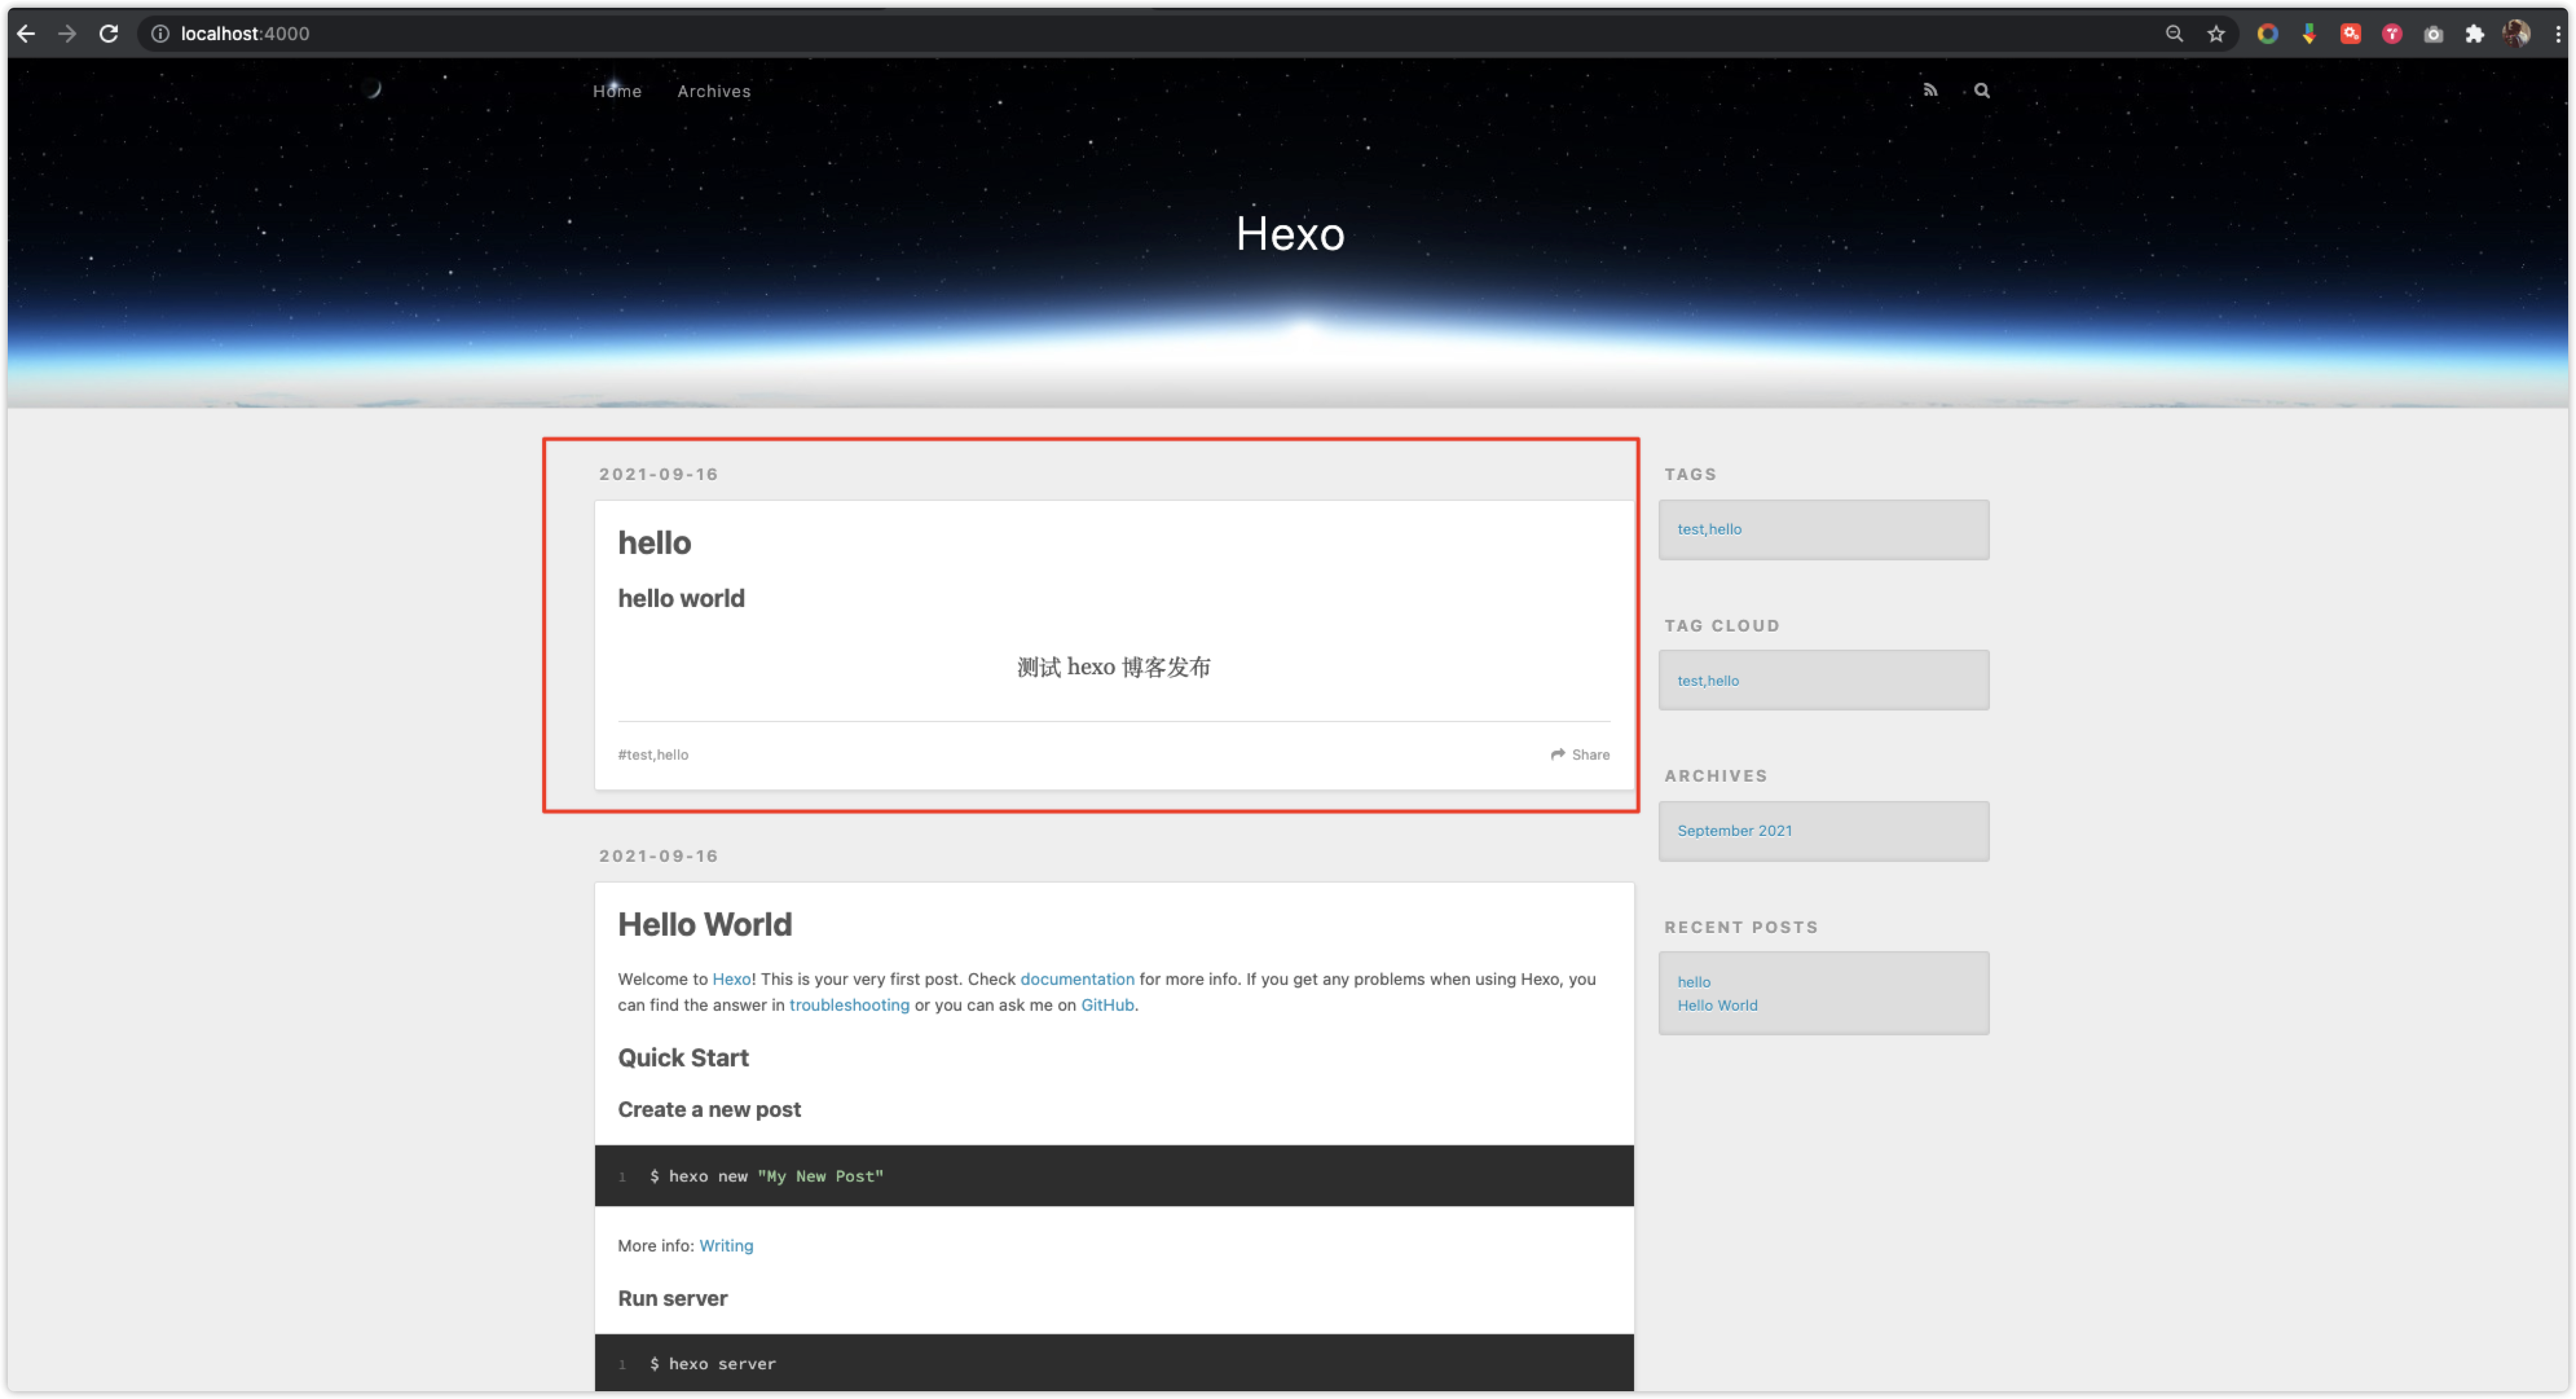 localhost:4000
Home Archives
Hexo
2021-09-16
hello
hello world
测试 hexo 博客发布
#test,hello Share
2021-09-16
Hello World
Welcome to Hexo! This is your very first post. Check documentation for more info. If you get any problems when using Hexo, you
can find the answer in troubleshooting or you can ask me on GitHub.
Quick Start
Create a new post
1 $ hexo new "My New Post"
More info: Writing
Run server
1 $ hexo server
TAGS
test,hello
TAG CLOUD
test,hello
ARCHIVES
September 2021
RECENT POSTS
hello
Hello World